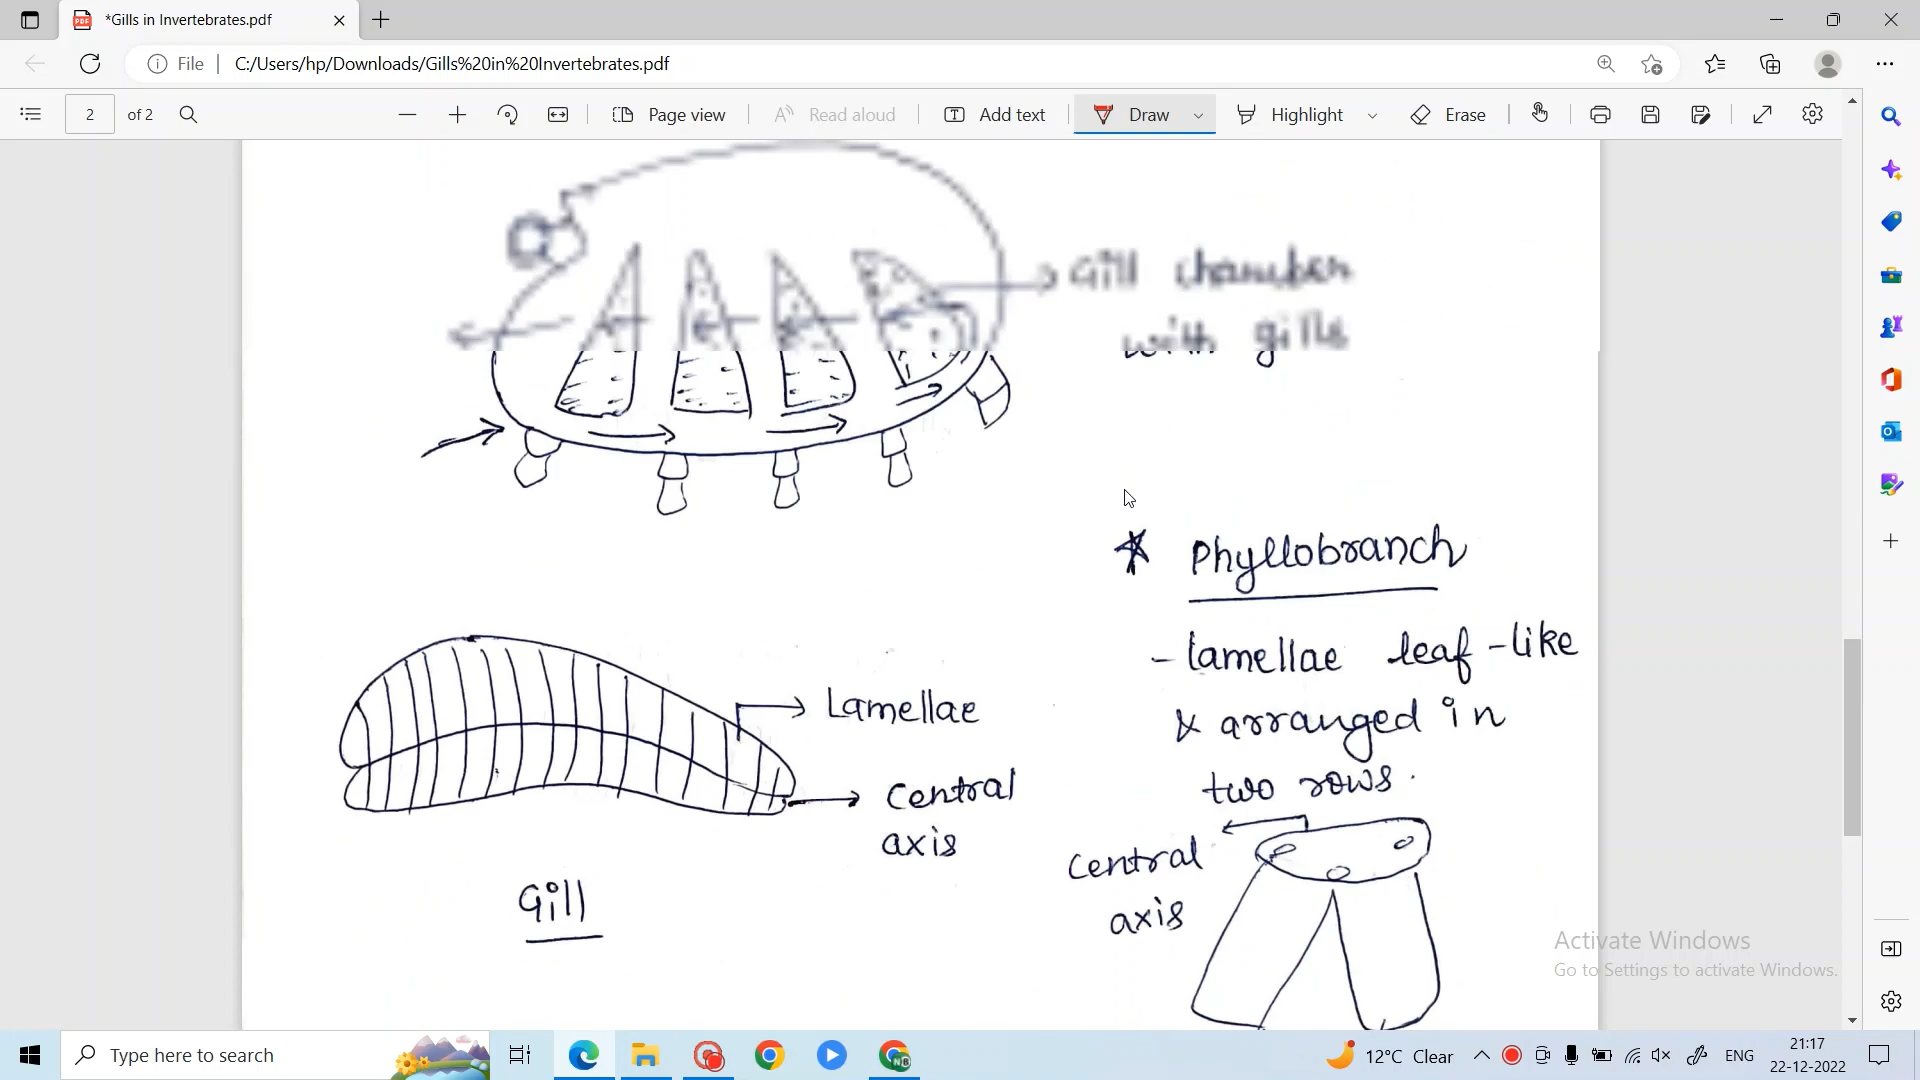 *Gills in Invertebrates.pdf
File
C:/Users/hp/Downloads/Gills%20in%20Invertebrates.pdf
2 of 2
Page view
Read aloud
Add text
Draw
Highlight
Erase
Gill chamber
with gills
* Phyllobranch
- lamellae leaf-like
& arranged in
two rows.
Lamellae
Central
axis
Central
axis
Gill
Activate Windows
Go to Settings to activate Windows.
Type here to search
12°C Clear
ENG
21:17
22-12-2022